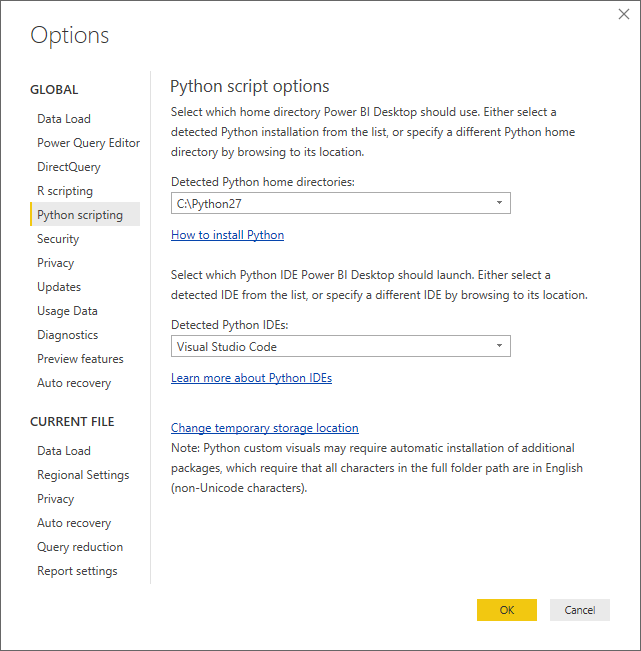 Options
GLOBAL
Data Load
Power Query Editor
DirectQuery
R scripting
Python scripting
Security
Privacy
Updates
Usage Data
Diagnostics
Preview features
Auto recovery
CURRENT FILE
Data Load
Regional Settings
Privacy
Auto recovery
Query reduction
Report settings
Python script options
Select which home directory Power BI Desktop should use. Either select a
detected Python installation from the list, or specify a different Python home
directory by browsing to its location.
Detected Python home directories:
C:\Python27
How to install Python
Select which Python IDE Power BI Desktop should launch. Either select a
detected IDE from the list, or specify a different IDE by browsing to its location.
Detected Python IDEs:
Visual Studio Code
Learn more about Python IDEs
Change temporary storage location
Note: Python custom visuals may require automatic installation of additional
packages, which require that all characters in the full folder path are in English
(non-Unicode characters).
OK
Cancel